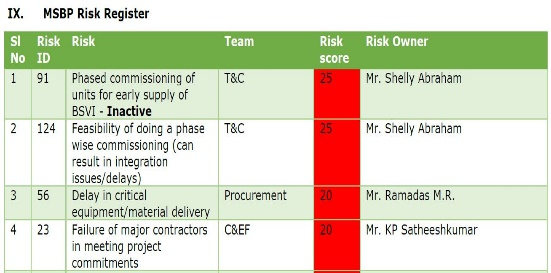 IX. MSBP Risk Register
Sl No Risk ID Risk Team Risk score Risk Owner
1 91 Phased commissioning of units for early supply of BSVI - Inactive T&C 25 Mr. Shelly Abraham
2 124 Feasibility of doing a phase wise commissioning (can result in integration issues/delays) T&C 25 Mr. Shelly Abraham
3 56 Delay in critical equipment/material delivery Procurement 20 Mr. Ramadas M.R.
4 23 Failure of major contractors in meeting project commitments C&EF 20 Mr. KP Satheeshkumar